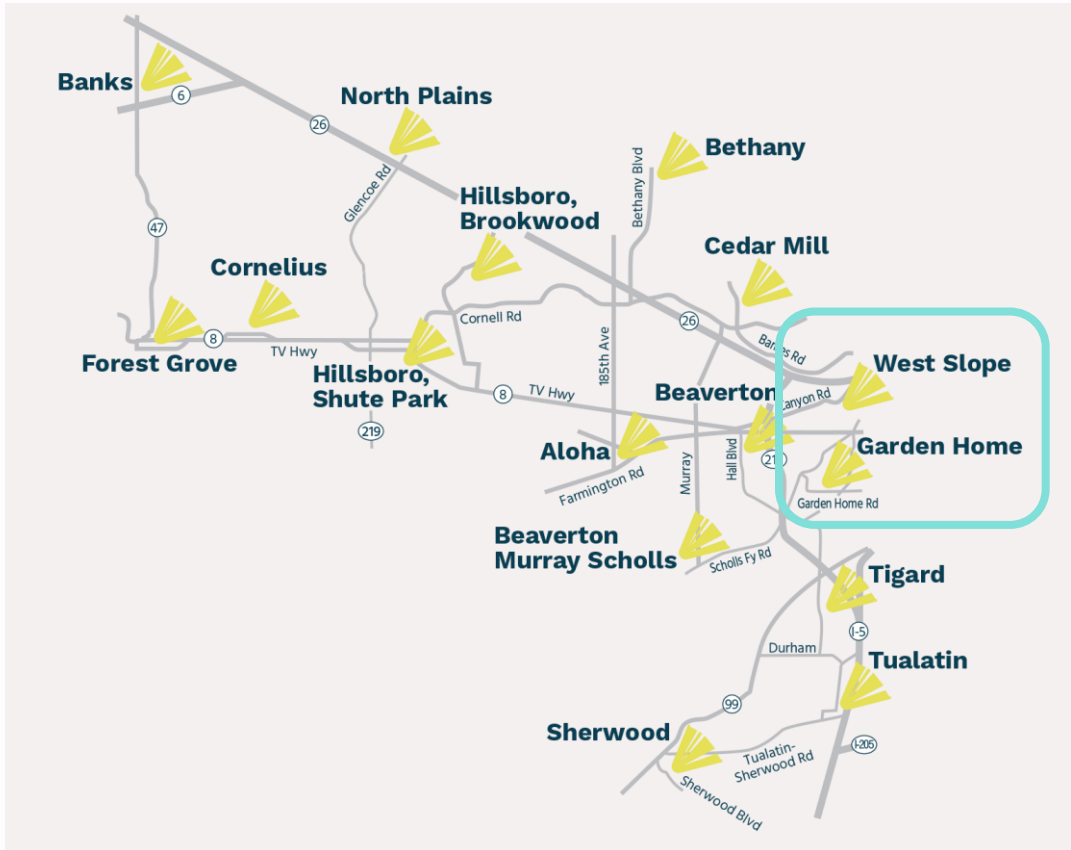 Banks
6
North Plains
26
Bethany
Bethany Blvd
Glencoe Rd
Hillsboro,
Brookwood
47
Cedar Mill
Cornelius
Cornell Rd
26
185th Ave
Barnes Rd
8
TV Hwy
Forest Grove
Hillsboro,
Shute Park
West Slope
Beaverton
Canyon Rd
8
TV Hwy
219
Aloha
Hall Blvd
Murray
Garden Home
Farmington Rd
Garden Home Rd
Beaverton
Murray Scholls
Scholls Fy Rd
Tigard
I-5
Durham
Tualatin
99
Sherwood
I-205
Tualatin-
Sherwood Rd
Sherwood Blvd